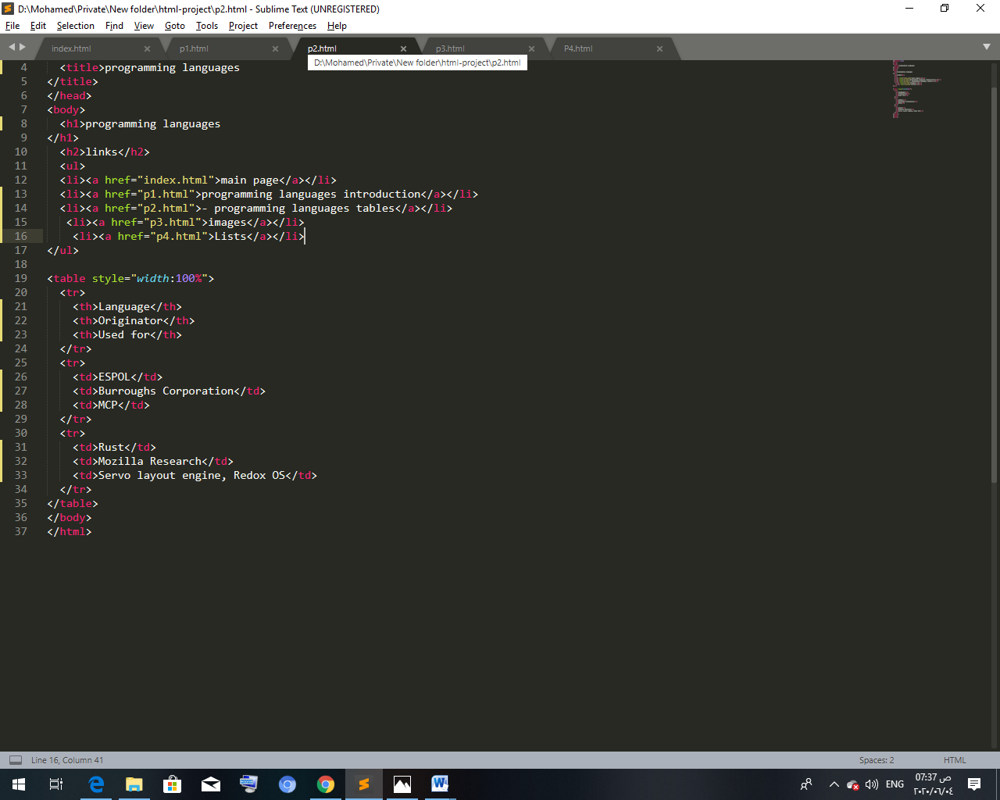 D:\Mohamed\Private\New folder\html-project\p2.html - Sublime Text (UNREGISTERED)
File Edit Selection Find View Goto Tools Project Preferences Help
index.html p1.html p2.html p3.html P4.html
D:\Mohamed\Private\New folder\html-project\p2.html
4 <title>programming languages
5 </title>
6 </head>
7 <body>
8 <h1>programming languages
9 </h1>
10 <h2>links</h2>
11 <ul>
12 <li><a href="index.html">main page</a></li>
13 <li><a href="p1.html">programming languages introduction</a></li>
14 <li><a href="p2.html">- programming languages tables</a></li>
15 <li><a href="p3.html">images</a></li>
16 <li><a href="p4.html">Lists</a></li>
17 </ul>
18
19 <table style="width:100%">
20 <tr>
21 <th>Language</th>
22 <th>Originator</th>
23 <th>Used for</th>
24 </tr>
25 <tr>
26 <td>ESPOL</td>
27 <td>Burroughs Corporation</td>
28 <td>MCP</td>
29 </tr>
30 <tr>
31 <td>Rust</td>
32 <td>Mozilla Research</td>
33 <td>Servo layout engine, Redox OS</td>
34 </tr>
35 </table>
36 </body>
37 </html>
Line 16, Column 41 Spaces: 2 HTML
ENG
07:37 ص
٢٠٢٠/٠٦/٠٤